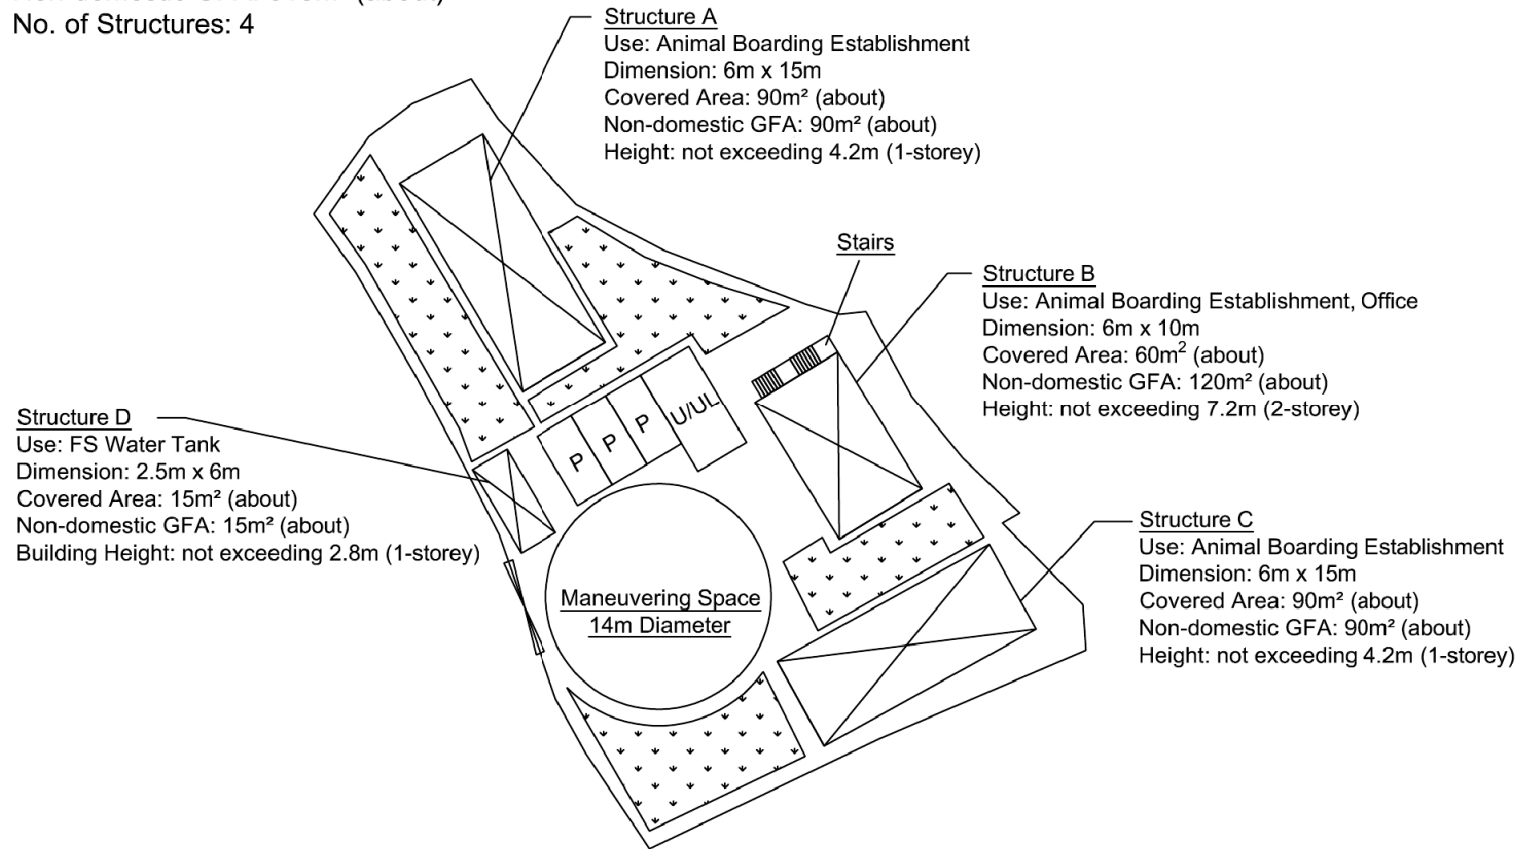 No. of Structures: 4
Structure A
Use: Animal Boarding Establishment
Dimension: 6m x 15m
Covered Area: 90m² (about)
Non-domestic GFA: 90m² (about)
Height: not exceeding 4.2m (1-storey)
Stairs
Structure B
Use: Animal Boarding Establishment, Office
Dimension: 6m x 10m
Covered Area: 60m² (about)
Non-domestic GFA: 120m² (about)
Height: not exceeding 7.2m (2-storey)
Structure D
Use: FS Water Tank
Dimension: 2.5m x 6m
Covered Area: 15m² (about)
Non-domestic GFA: 15m² (about)
Building Height: not exceeding 2.8m (1-storey)
P
P
P
U/UL
Structure C
Use: Animal Boarding Establishment
Dimension: 6m x 15m
Covered Area: 90m² (about)
Non-domestic GFA: 90m² (about)
Height: not exceeding 4.2m (1-storey)
Maneuvering Space
14m Diameter